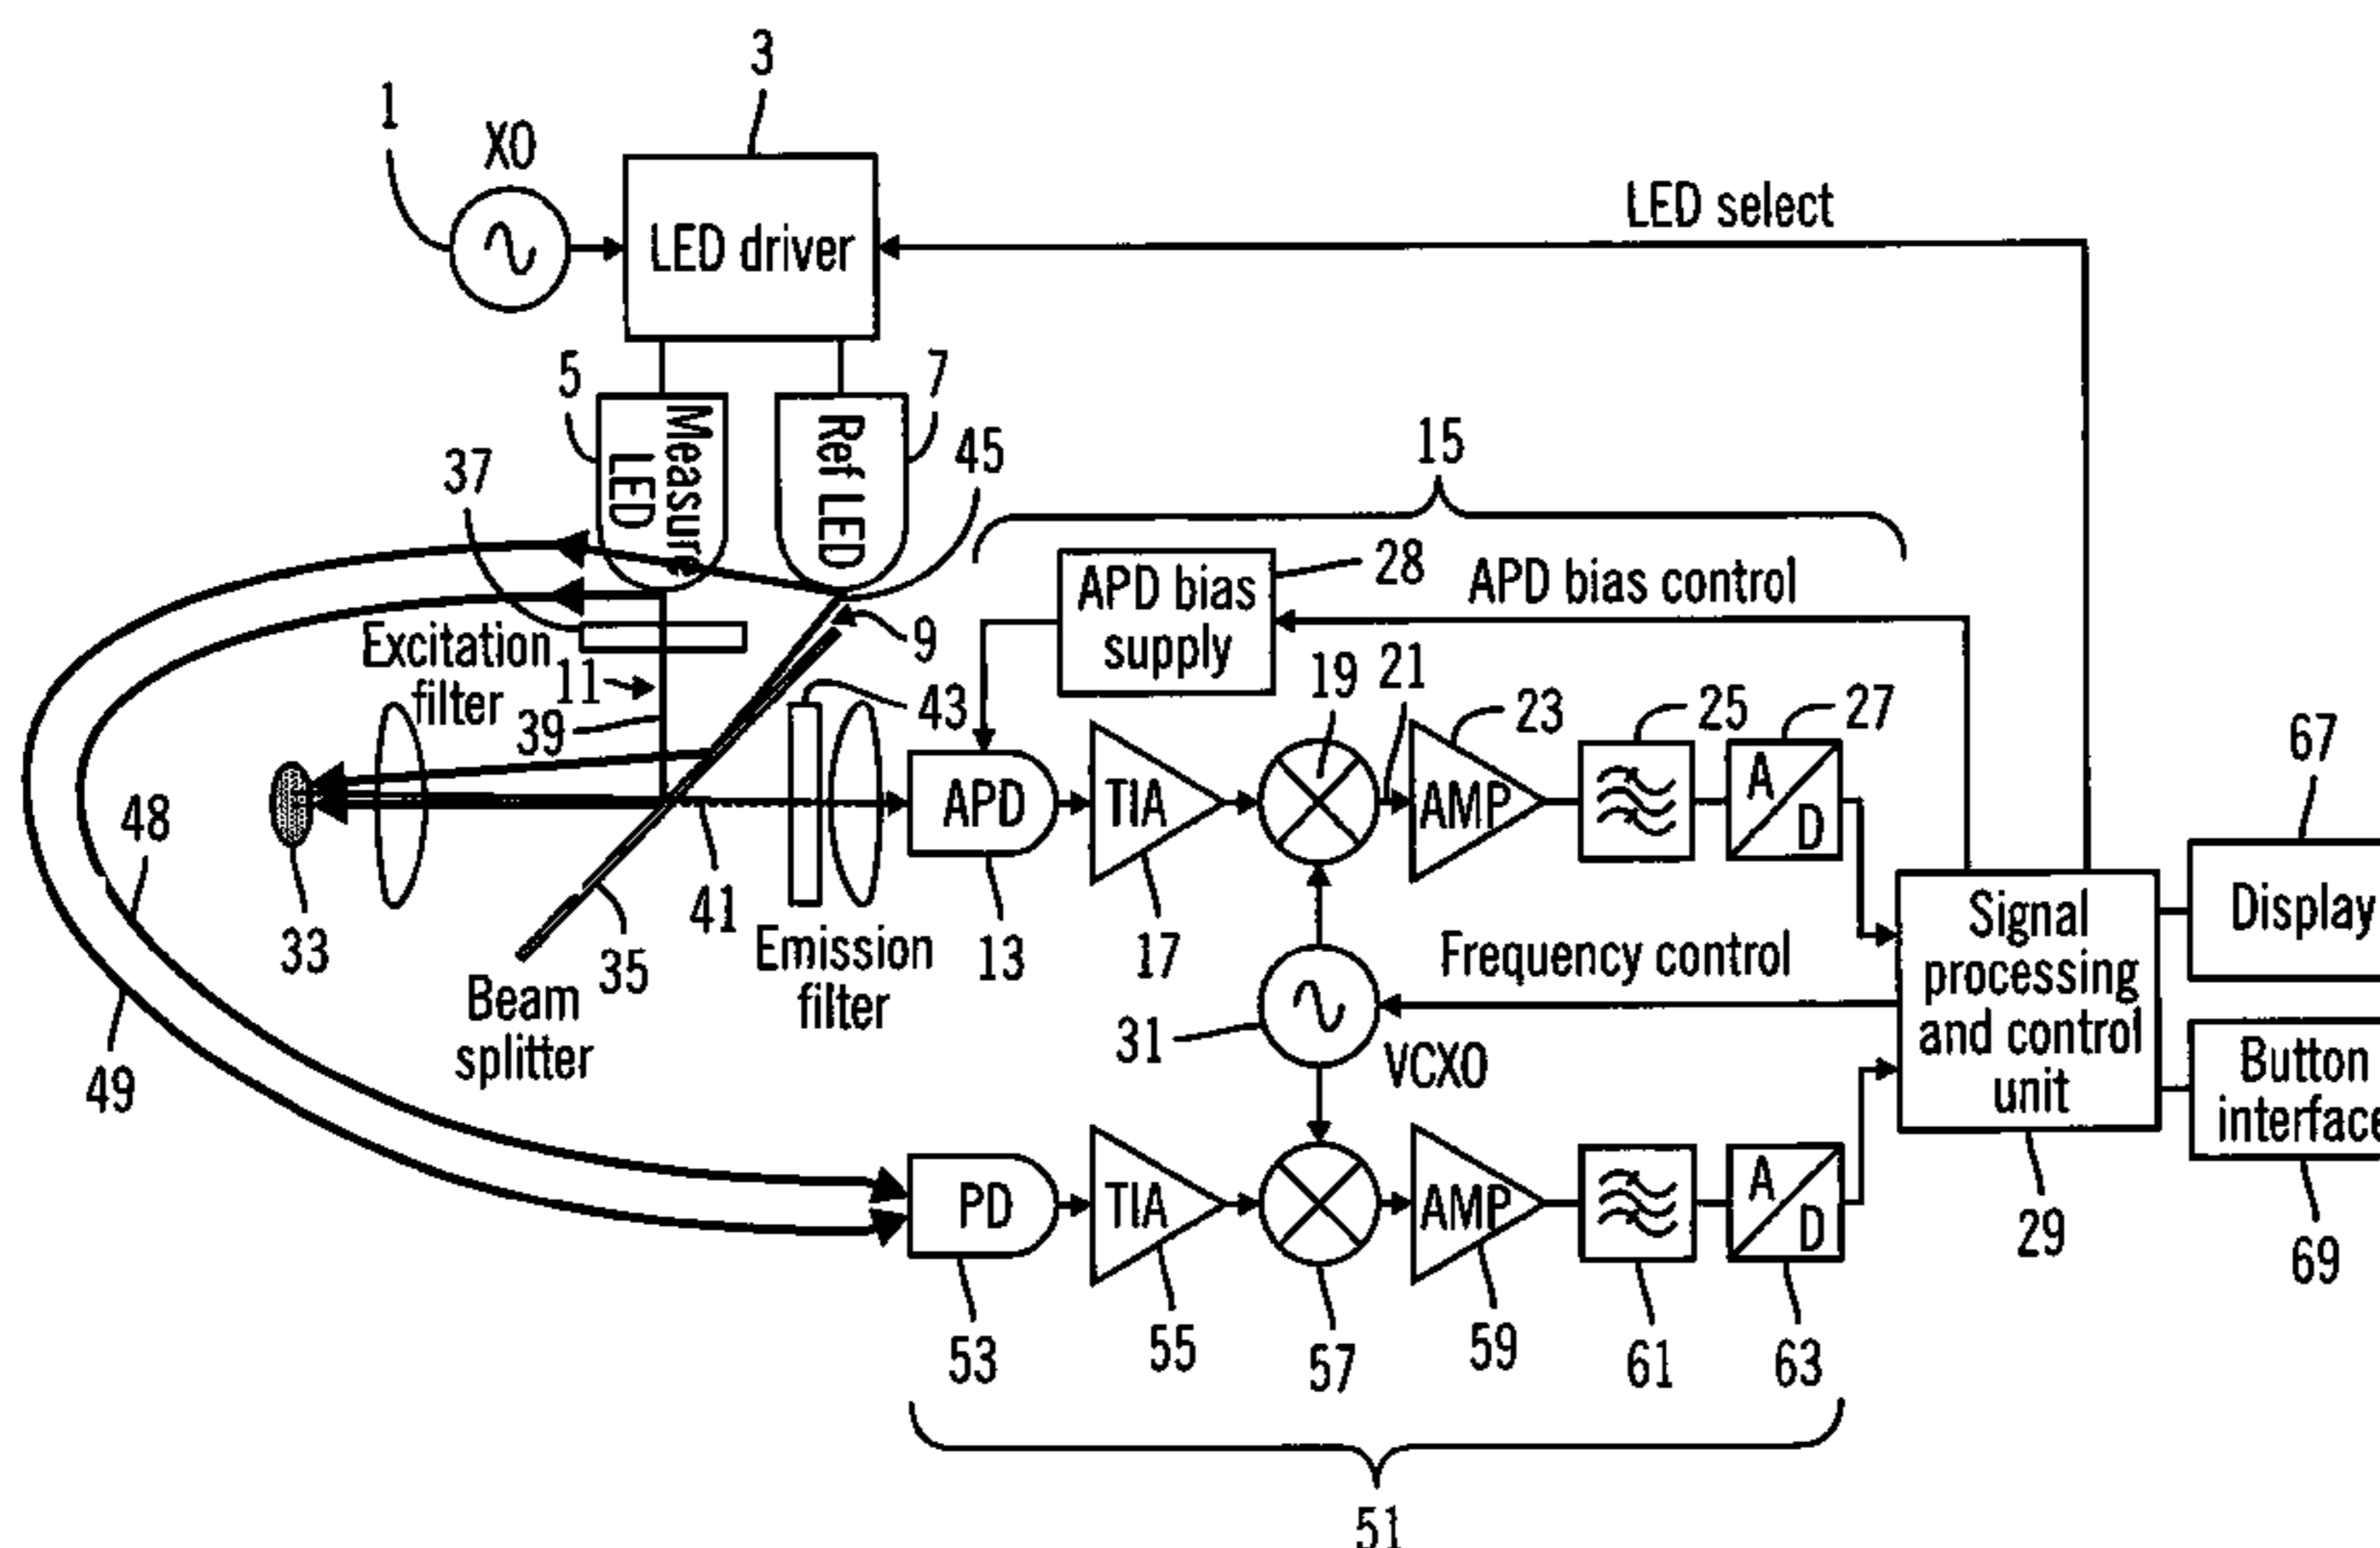 3
1
XO
LED driver
LED select
5
7
Measure
LED
Ref LED
37
45
15
APD bias
supply
28
APD bias control
9
Excitation
filter
11
39
43
19
21
23
25
27
67
48
APD
TIA
AMP
A
D
Display
33
35
41
Emission
filter
13
17
Frequency control
Signal
processing
and control
unit
Beam
splitter
31
VCXO
Button
interface
49
PD
TIA
AMP
A
D
29
69
53
55
57
59
61
63
51